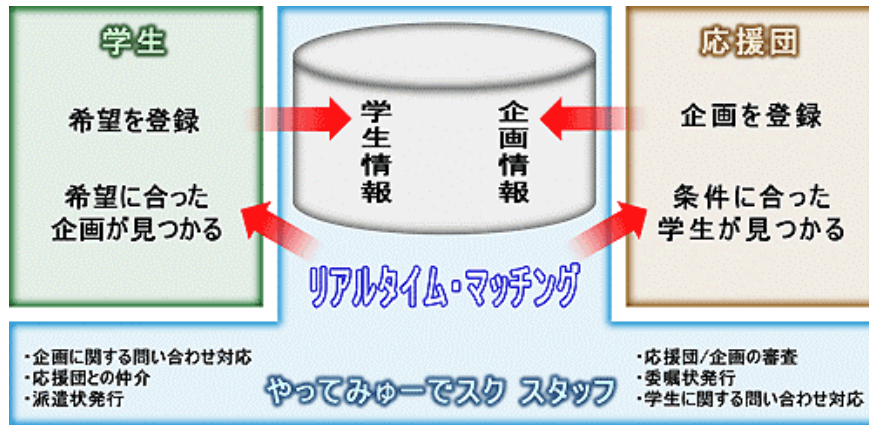 学生
希望を登録
希望に合った
企画が見つかる
学生情報
企画情報
リアルタイム・マッチング
応援団
企画を登録
条件に合った
学生が見つかる
・企画に関する問い合わせ対応
・応援団との仲介
・派遣状発行
やってみゅーでスク スタッフ
・応援団/企画の審査
・委嘱状発行
・学生に関する問い合わせ対応